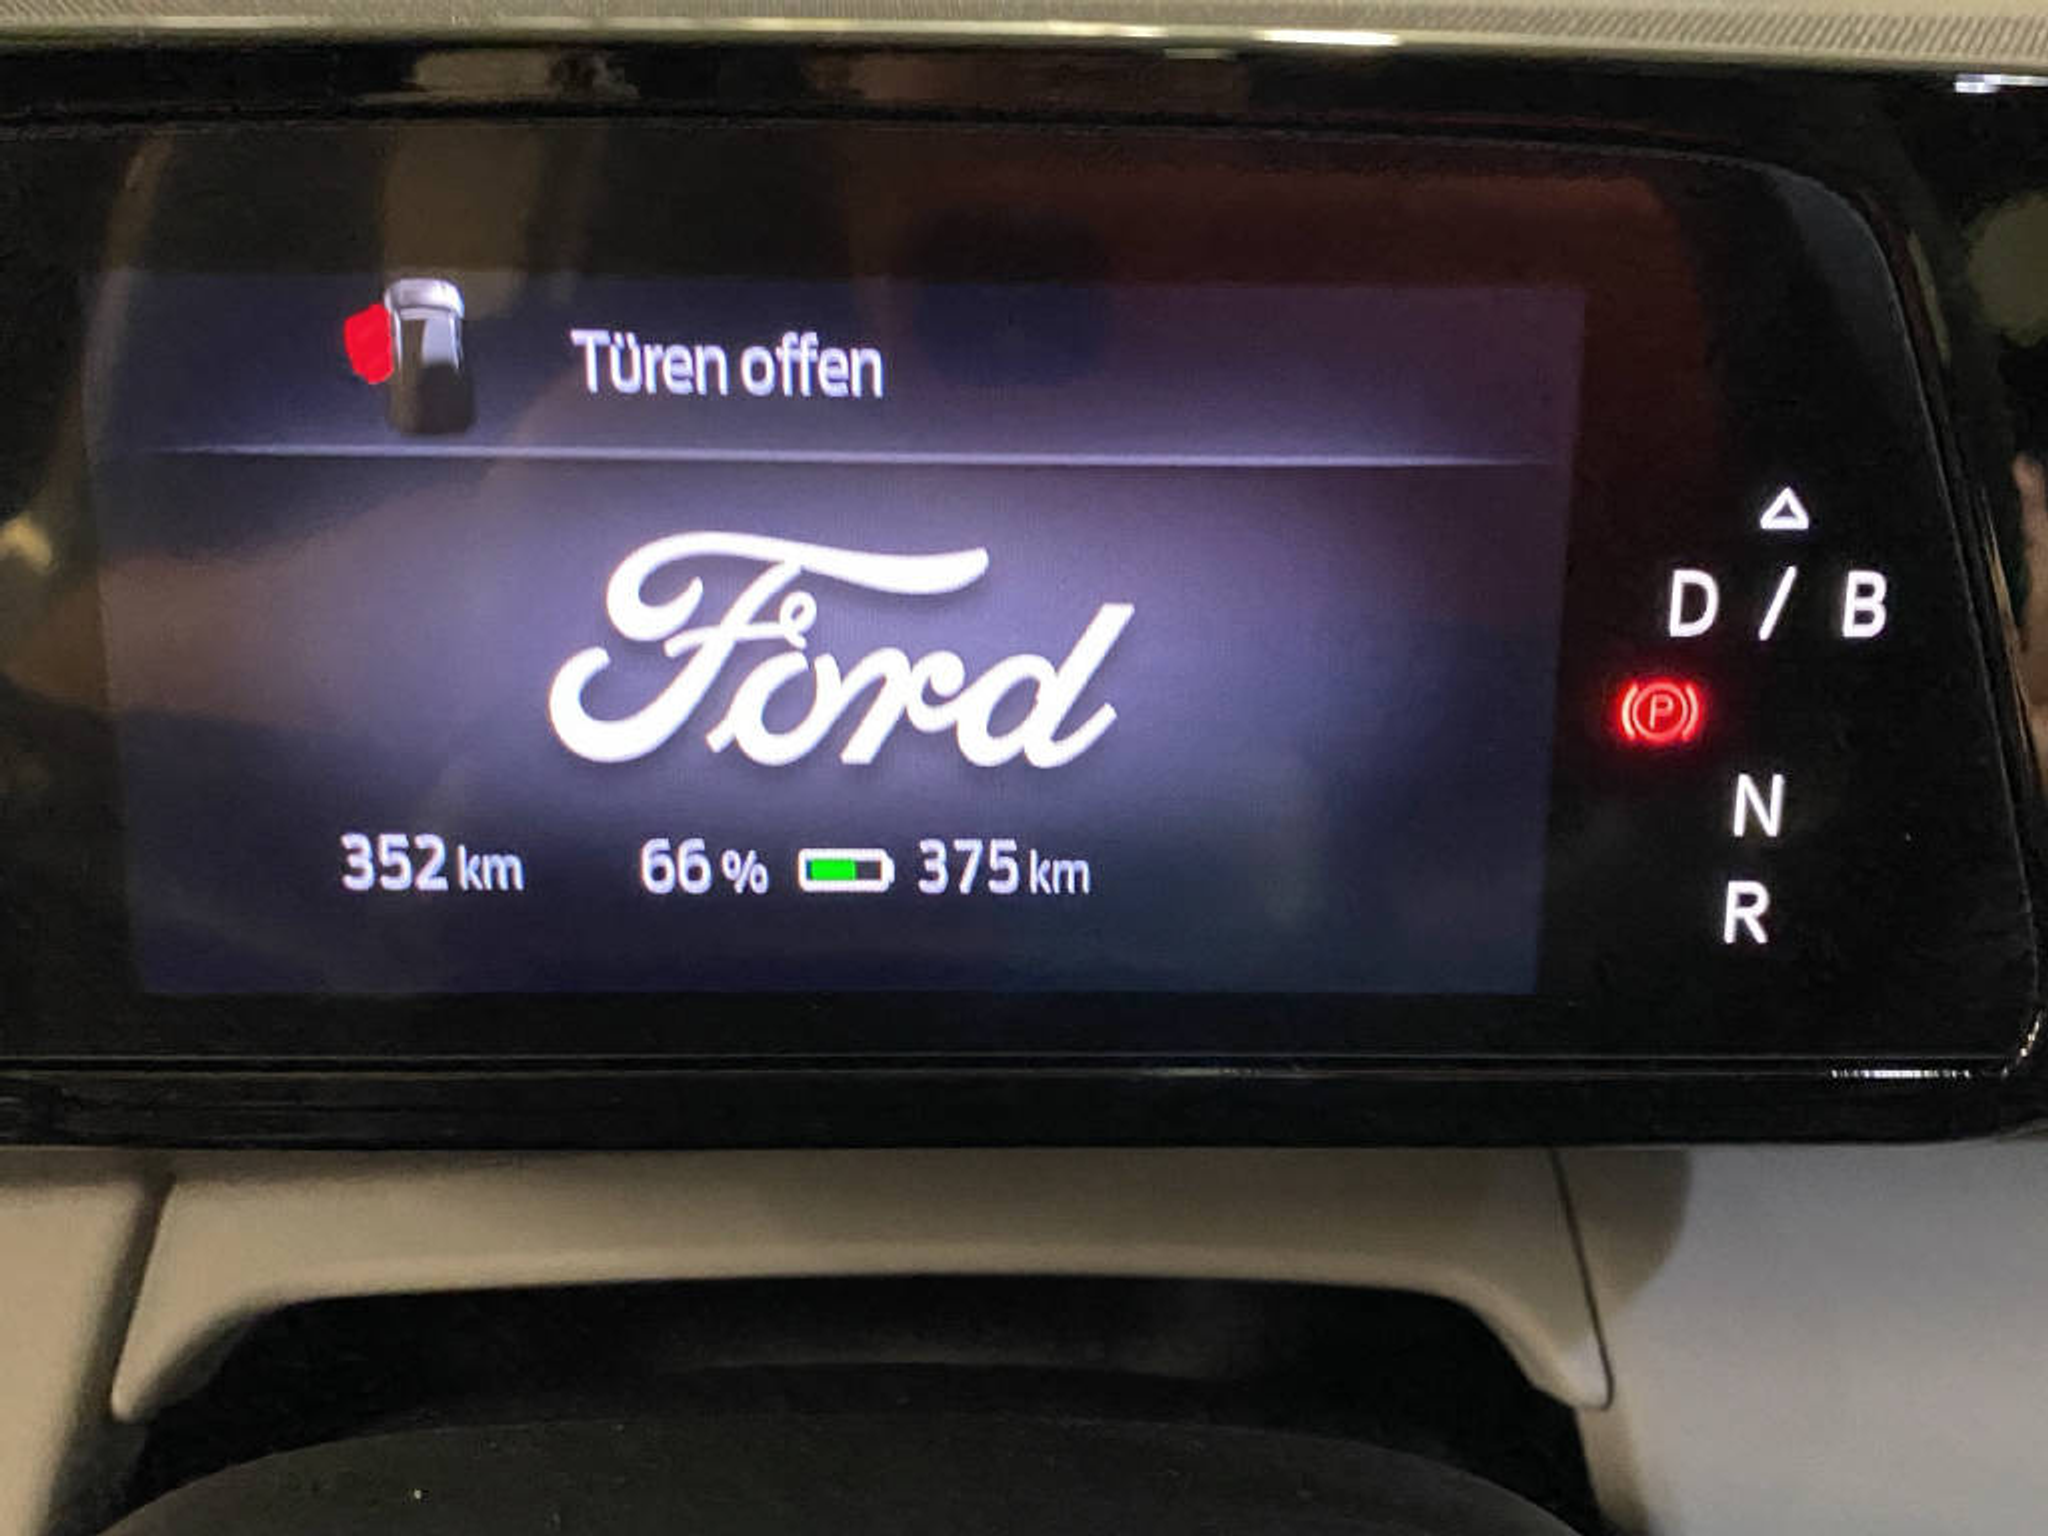 Türen offen
Ford
352 km 66 % 375 km
D / B
P
N
R